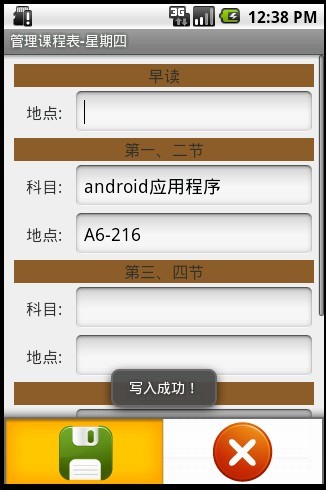 3G 12:38 PM
管理课程表-星期四
早读
地点:
第一、二节
科目: android应用程序
地点: A6-216
第三、四节
科目:
地点:
写入成功！